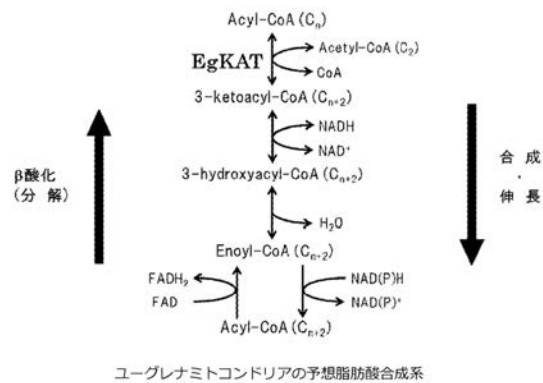 Acyl-CoA (Cn)
EgKAT
Acetyl-CoA (C2)
CoA
3-ketoacyl-CoA (Cn+2)
NADH
NAD+
3-hydroxyacyl-CoA (Cn+2)
H2O
Enoyl-CoA (Cn+2)
FADH2
FAD
NAD(P)H
NAD(P)+
Acyl-CoA (Cn+2)
β酸化
(分 解)
合 成
・
伸 長
ユーグレナミトコンドリアの予想脂肪酸合成系